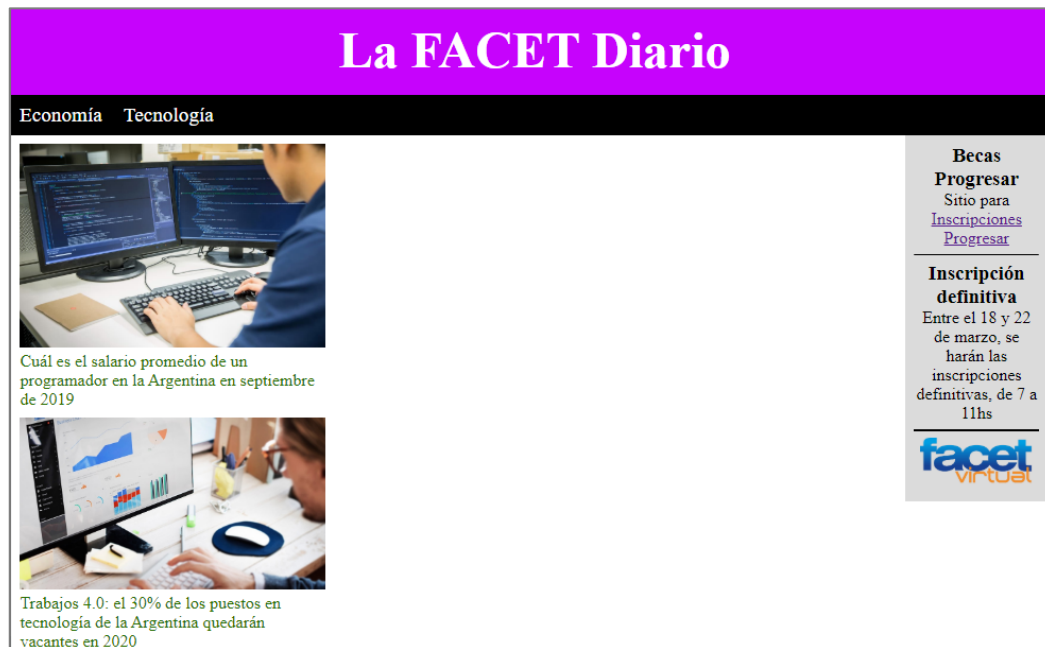 La FACET Diario
Economía Tecnología
Cuál es el salario promedio de un
programador en la Argentina en septiembre
de 2019
Trabajos 4.0: el 30% de los puestos en
tecnología de la Argentina quedarán
vacantes en 2020
Becas
Progresar
Sitio para
Inscripciones
Progresar
Inscripción
definitiva
Entre el 18 y 22
de marzo, se
harán las
inscripciones
definitivas, de 7 a
11hs
facet
virtual